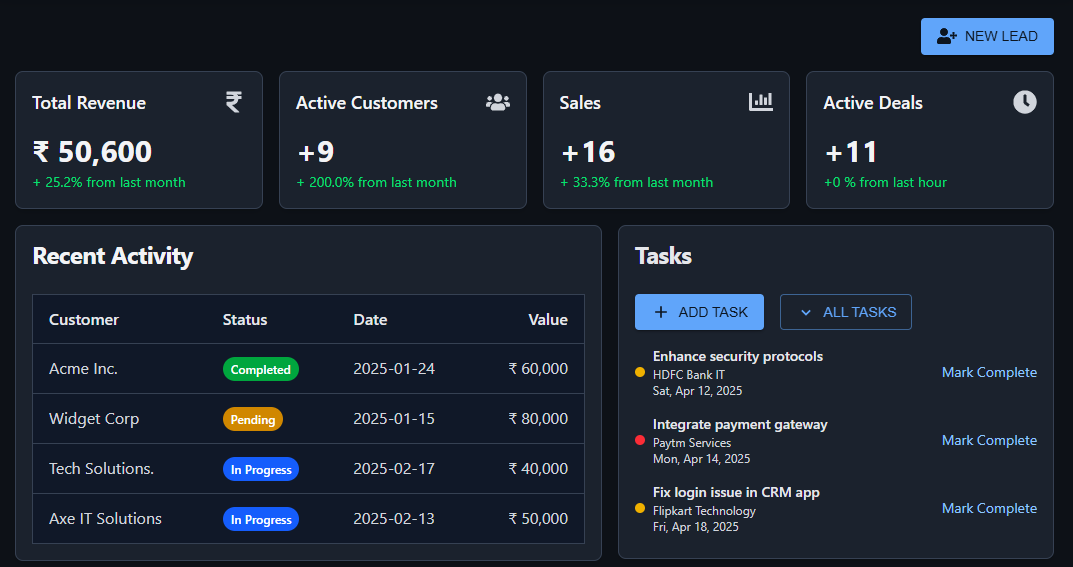 NEW LEAD
Total Revenue
₹ 50,600
+ 25.2% from last month
Active Customers
+9
+ 200.0% from last month
Sales
+16
+ 33.3% from last month
Active Deals
+11
+0 % from last hour
Recent Activity
Customer Status Date Value
Acme Inc. Completed 2025-01-24 ₹ 60,000
Widget Corp Pending 2025-01-15 ₹ 80,000
Tech Solutions. In Progress 2025-02-17 ₹ 40,000
Axe IT Solutions In Progress 2025-02-13 ₹ 50,000
Tasks
+ ADD TASK ALL TASKS
Enhance security protocols
HDFC Bank IT
Sat, Apr 12, 2025
Mark Complete
Integrate payment gateway
Paytm Services
Mon, Apr 14, 2025
Mark Complete
Fix login issue in CRM app
Flipkart Technology
Fri, Apr 18, 2025
Mark Complete